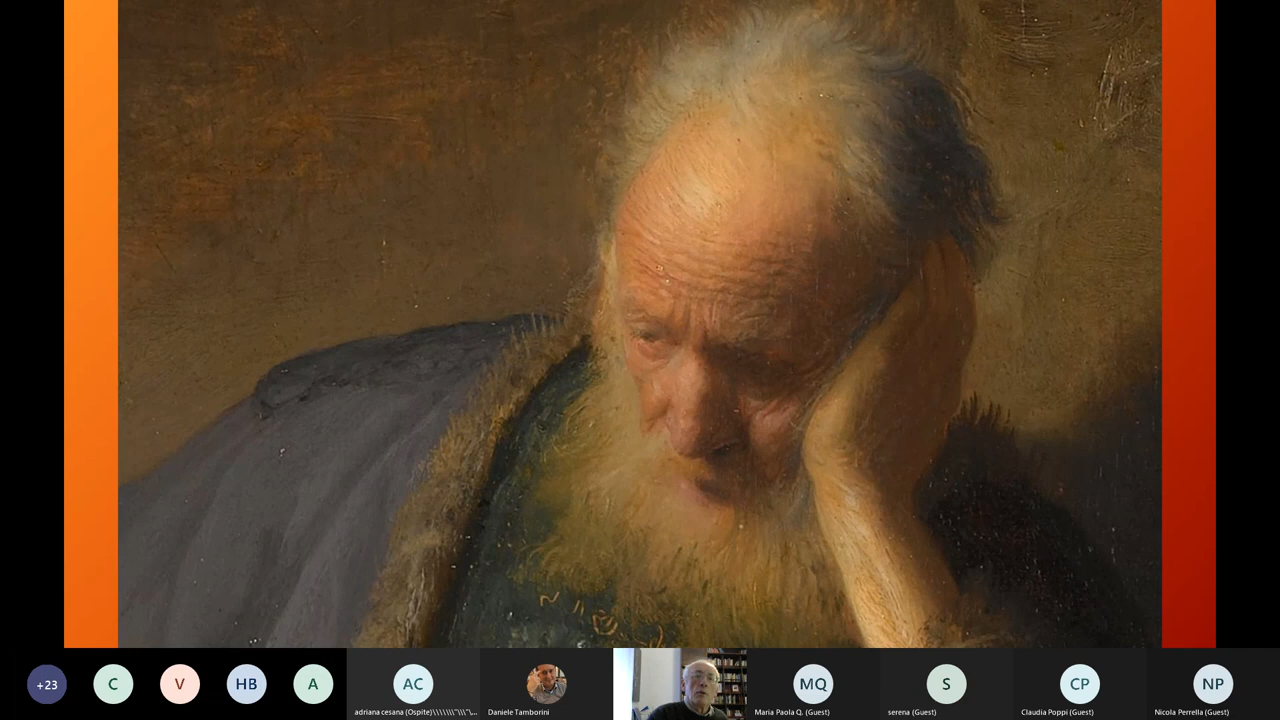 +23
C
V
HB
A
AC
adriana cesana (Ospite)\\\\\\\"\\\"\...
Daniele Tamborini
MQ
Maria Paola Q. (Guest)
S
serena (Guest)
CP
Claudia Poppi (Guest)
NP
Nicola Perrella (Guest)